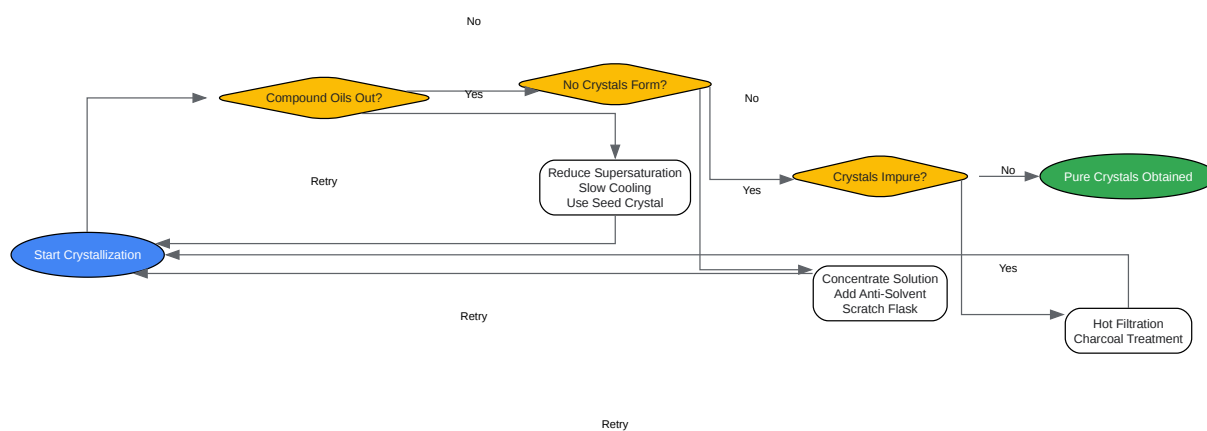 No
No Crystals Form?
Compound Oils Out?
Yes
No
Reduce Supersaturation
Slow Cooling
Use Seed Crystal
Crystals Impure?
No
Pure Crystals Obtained
Retry
Yes
Start Crystallization
Yes
Concentrate Solution
Add Anti-Solvent
Scratch Flask
Retry
Hot Filtration
Charcoal Treatment
Retry